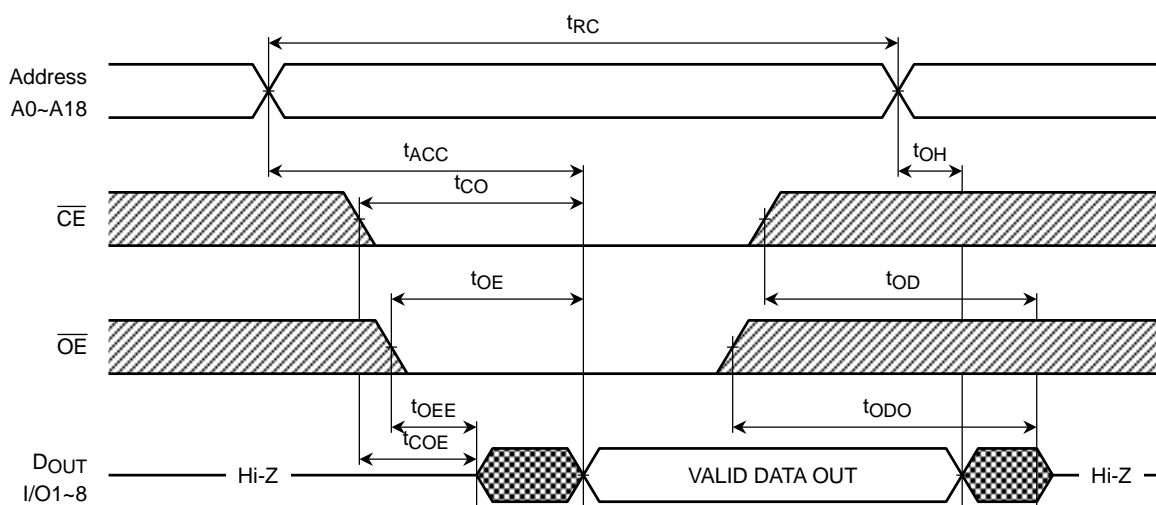 tRC
Address
A0~A18
tACC
tOH
tCO
CE
tOE
tOD
OE
tOEE
tODO
tCOE
DOUT
I/O1~8
Hi-Z
VALID DATA OUT
Hi-Z